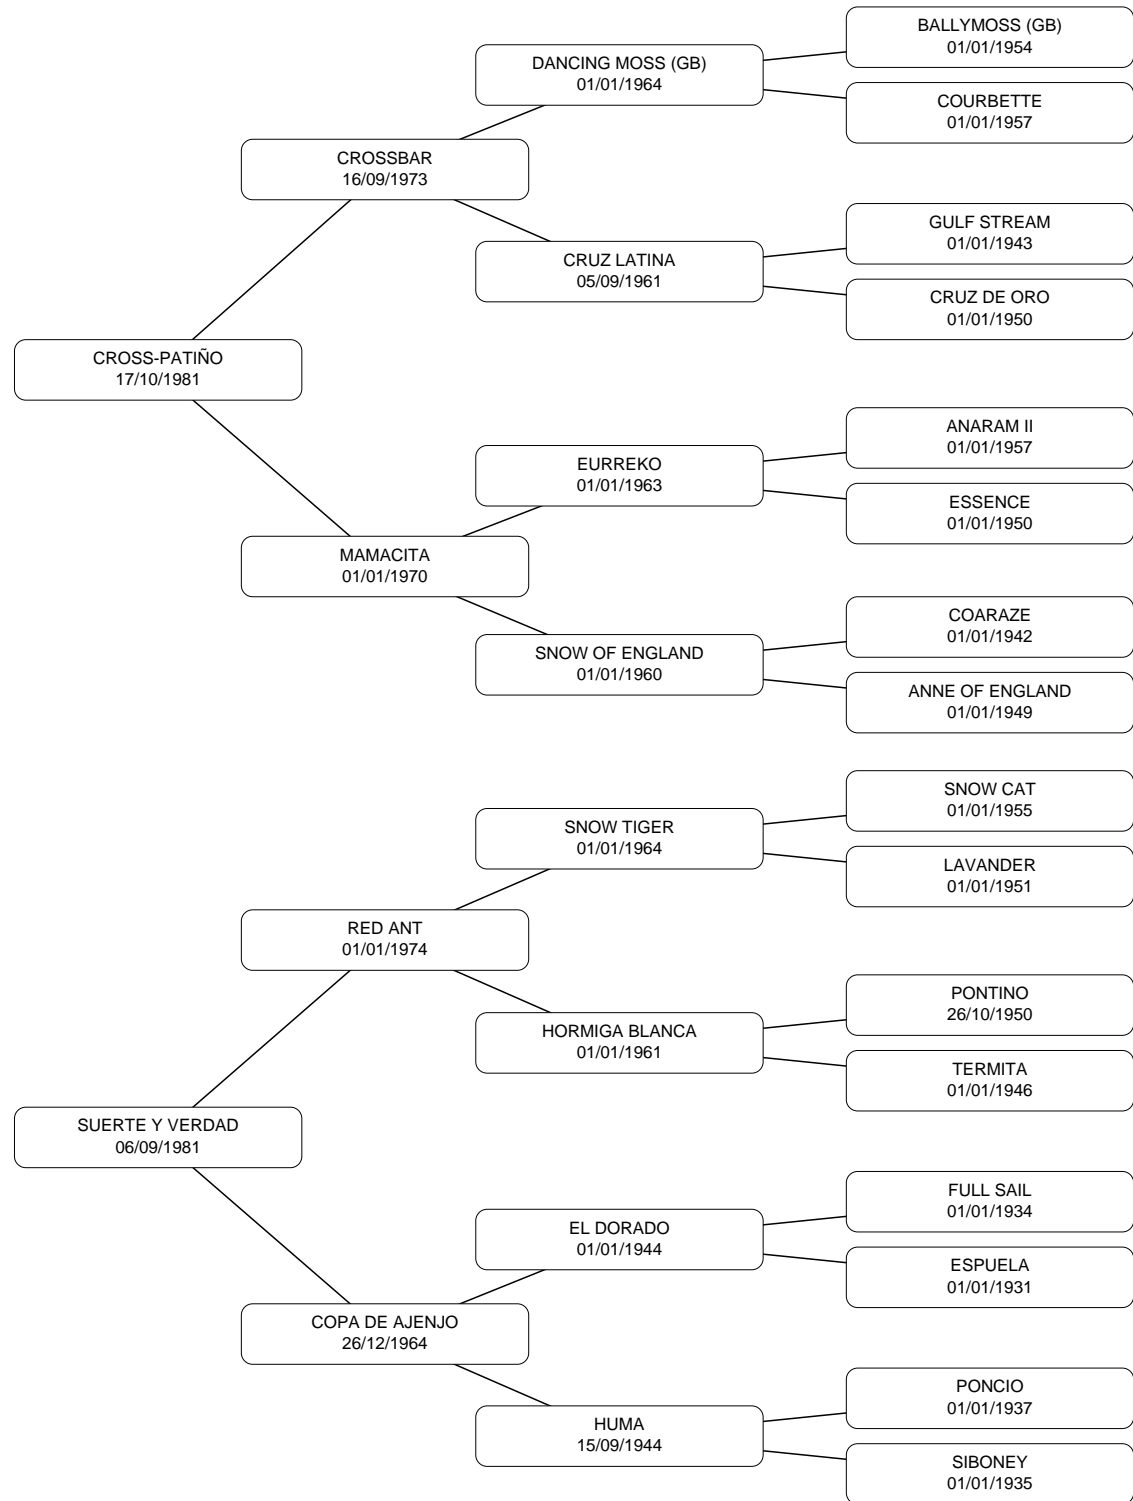 BALLYMOSS (GB)
01/01/1954
DANCING MOSS (GB)
01/01/1964
COURBETTE
01/01/1957
CROSSBAR
16/09/1973
GULF STREAM
01/01/1943
CRUZ LATINA
05/09/1961
CRUZ DE ORO
01/01/1950
CROSS-PATIÑO
17/10/1981
ANARAM II
01/01/1957
EURREKO
01/01/1963
ESSENCE
01/01/1950
MAMACITA
01/01/1970
COARAZE
01/01/1942
SNOW OF ENGLAND
01/01/1960
ANNE OF ENGLAND
01/01/1949
SNOW CAT
01/01/1955
SNOW TIGER
01/01/1964
LAVANDER
01/01/1951
RED ANT
01/01/1974
PONTINO
26/10/1950
HORMIGA BLANCA
01/01/1961
TERMITA
01/01/1946
SUERTE Y VERDAD
06/09/1981
FULL SAIL
01/01/1934
EL DORADO
01/01/1944
ESPUELA
01/01/1931
COPA DE AJENJO
26/12/1964
PONCIO
01/01/1937
HUMA
15/09/1944
SIBONEY
01/01/1935